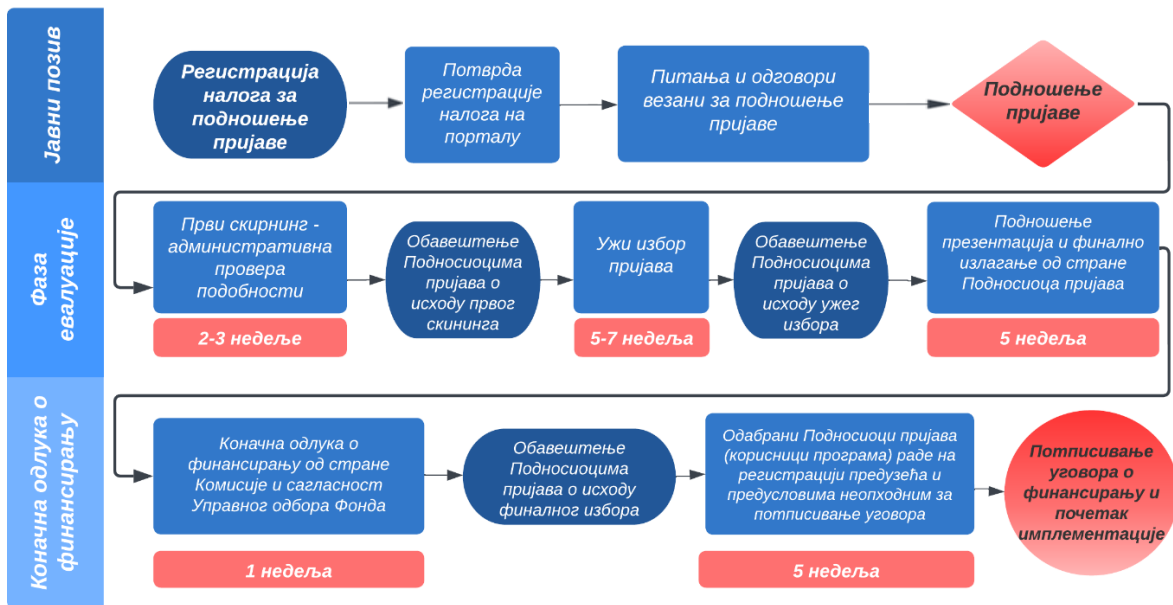 Јавни позив
Регистрација
налога за
подношење
пријаве
Потврда
регистрације
налога на
порталу
Питања и одговори
везани за подношење
пријаве
Подношење
пријаве
Фаза
евалуације
Први скирнинг -
административна
провера
подобности
2-3 недеље
Обавештење
Подносиоцима
пријава о
исходу првог
скининга
Ужи избор
пријава
5-7 недеља
Обавештење
Подносиоцима
пријава о
исходу ужег
избора
Подношење
презентација и финално
излагање од стране
Подносиоца пријава
5 недеља
Коначна одлука о
финансирању
Коначна одлука о
финансирању од стране
Комисије и сагласност
Управног одбора Фонда
1 недеља
Обавештење
Подносиоцима
пријава о исходу
финалног избора
Одабрани Подносиоци пријава
(корисници програма) раде на
регистрацији предузећа и
предусловима неопходним за
потписивање уговора
5 недеља
Потписивање
уговора о
финансирању и
почетак
имплементације